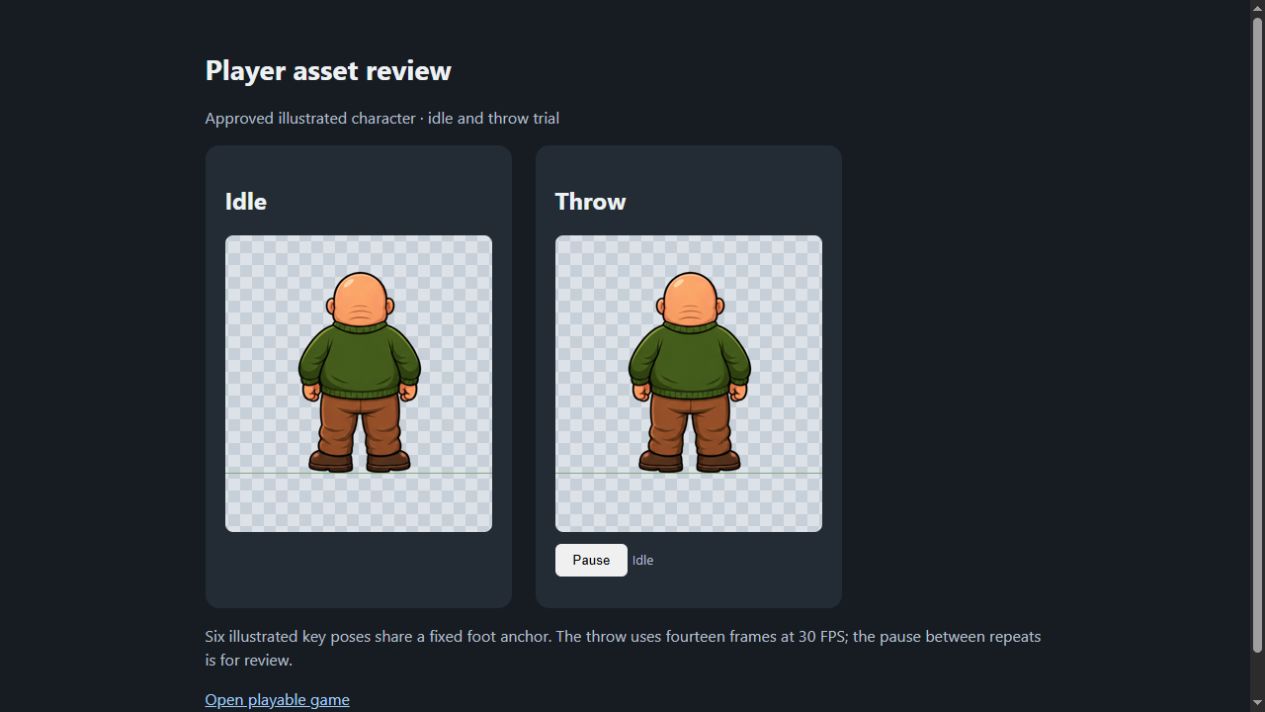 Player asset review
Approved illustrated character · idle and throw trial
Idle
Throw
Pause
Idle
Six illustrated key poses share a fixed foot anchor. The throw uses fourteen frames at 30 FPS; the pause between repeats
is for review.
Open playable game